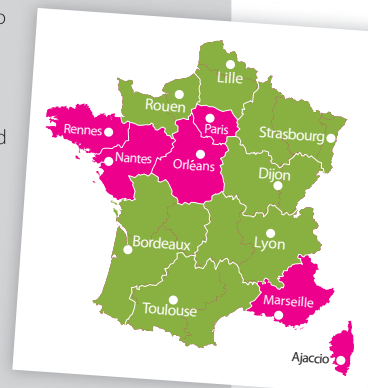 o
d
Lille
Rouen
Rennes
Paris
Strasbourg
Nantes
Orléans
Dijon
Bordeaux
Lyon
Toulouse
Marseille
Ajaccio